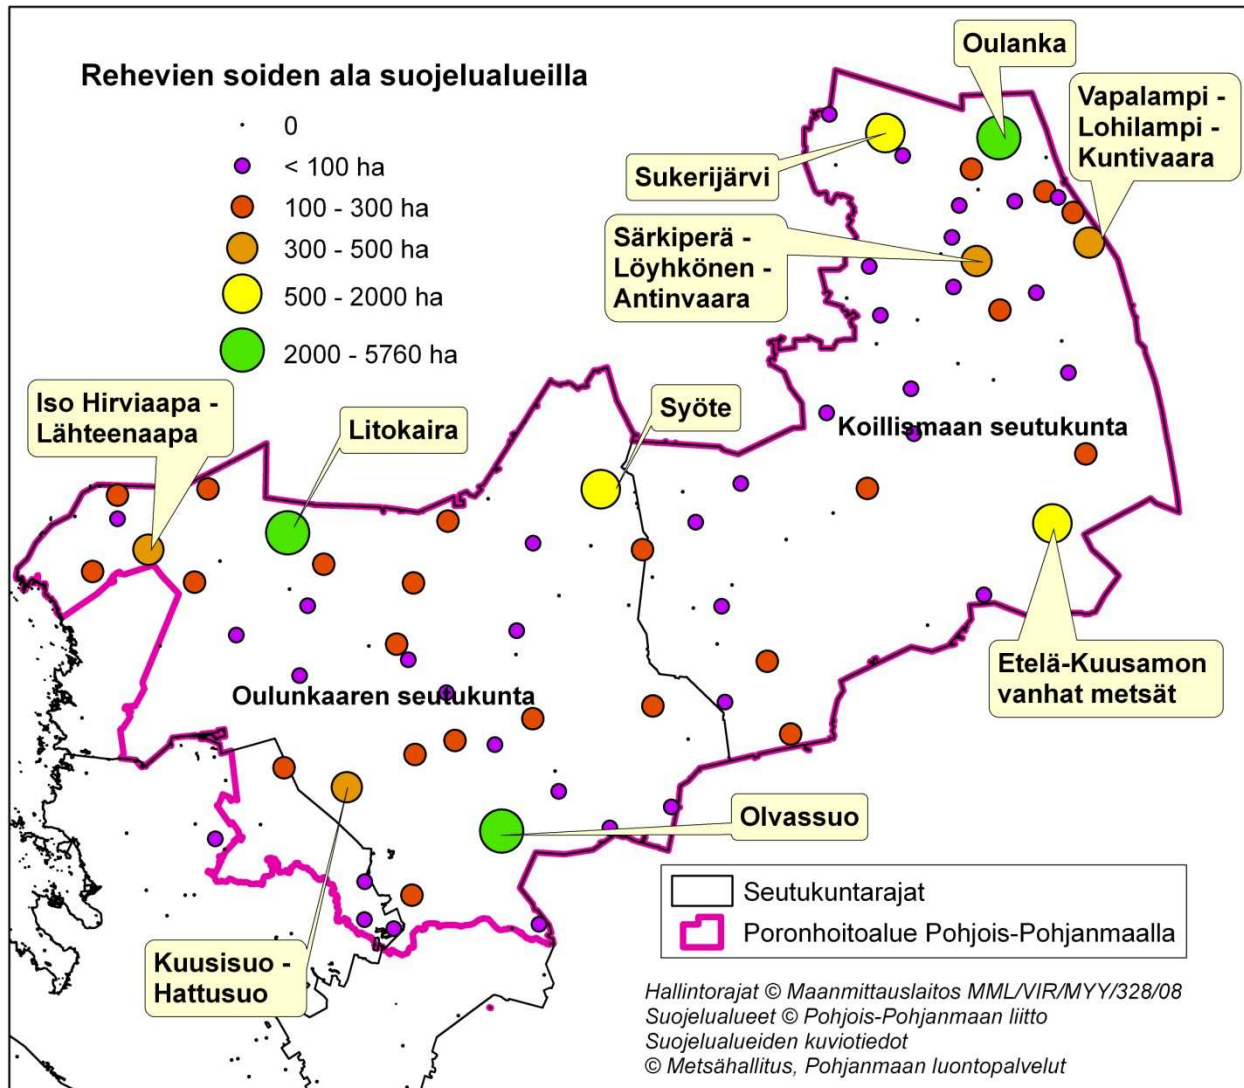 Rehevien soiden ala suojelualueilla
0
< 100 ha
100 - 300 ha
300 - 500 ha
500 - 2000 ha
2000 - 5760 ha
Oulanka
Vapalampi -
Lohilampi -
Kuntivaara
Sukerijärvi
Särkiperä -
Löyhkönen -
Antinvaara
Iso Hirviaapa -
Lähteenaapa
Litokaira
Syöte
Koillismaan seutukunta
Etelä-Kuusamon
vanhat metsät
Oulunkaaren seutukunta
Olvassuo
Kuusisuo -
Hattusuo
Seutukuntarajat
Poronhoitoalue Pohjois-Pohjanmaalla
Hallintorajat © Maanmittauslaitos MML/VIR/MYY/328/08
Suojelualueet © Pohjois-Pohjanmaan liitto
Suojelualueiden kuviotiedot
© Metsähallitus, Pohjanmaan luontopalvelut